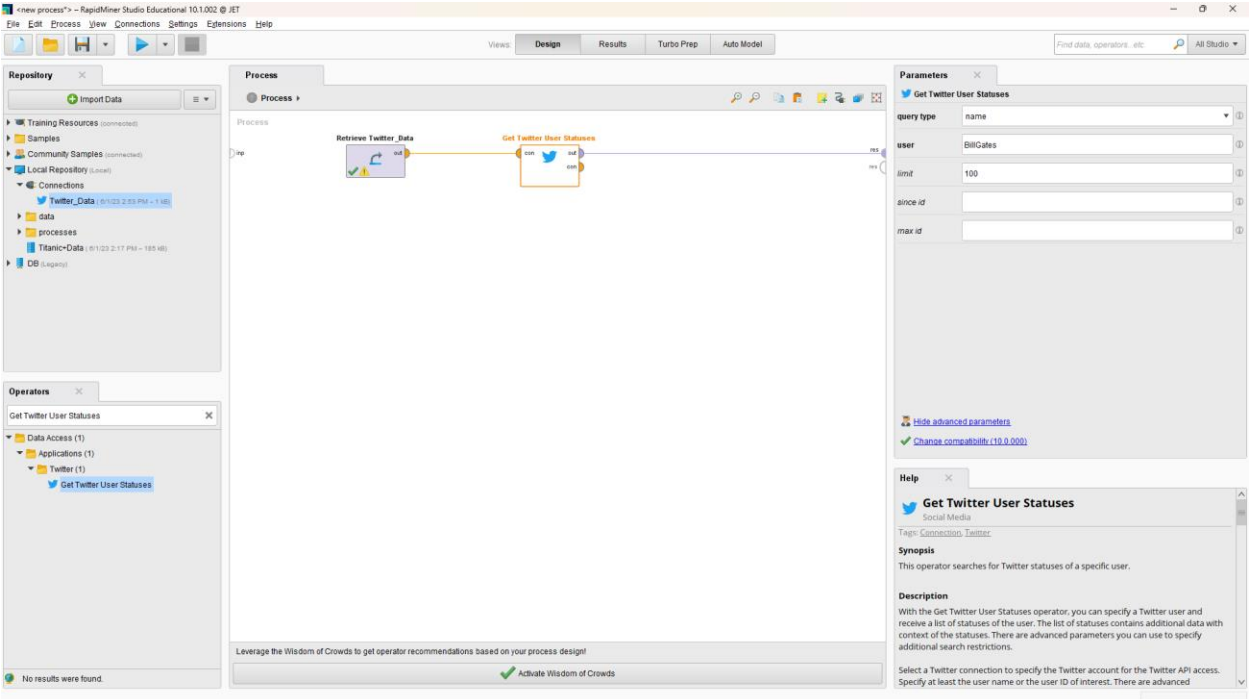 <new process*> – RapidMiner Studio Educational 10.1.002 @ JET
File Edit Process View Connections Settings Extensions Help
Views: Design Results Turbo Prep Auto Model
Find data, operators...etc
All Studio
Repository
Import Data
Training Resources (connected)
Samples
Community Samples (connected)
Local Repository (Local)
Connections
Twitter_Data (6/1/23 2:53 PM – 1 kB)
data
processes
Titanic+Data (6/1/23 2:17 PM – 185 kB)
DB (Legacy)
Operators
Get Twitter User Statuses
Data Access (1)
Applications (1)
Twitter (1)
Get Twitter User Statuses
No results were found.
Process
Process
Process
inp
Retrieve Twitter_Data
out
Get Twitter User Statuses
con out
con
res
res
Leverage the Wisdom of Crowds to get operator recommendations based on your process design!
Activate Wisdom of Crowds
Parameters
Get Twitter User Statuses
query type name
user BillGates
limit 100
since id
max id
Hide advanced parameters
Change compatibility (10.0.000)
Help
Get Twitter User Statuses
Social Media
Tags: Connection, Twitter
Synopsis
This operator searches for Twitter statuses of a specific user.
Description
With the Get Twitter User Statuses operator, you can specify a Twitter user and
receive a list of statuses of the user. The list of statuses contains additional data with
context of the statuses. There are advanced parameters you can use to specify
additional search restrictions.
Select a Twitter connection to specify the Twitter account for the Twitter API access.
Specify at least the user name or the user ID of interest. There are advanced